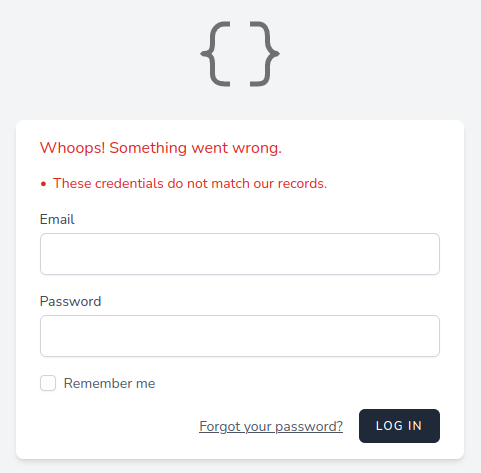 { }
Whoops! Something went wrong.
• These credentials do not match our records.
Email
Password
Remember me
Forgot your password? LOG IN